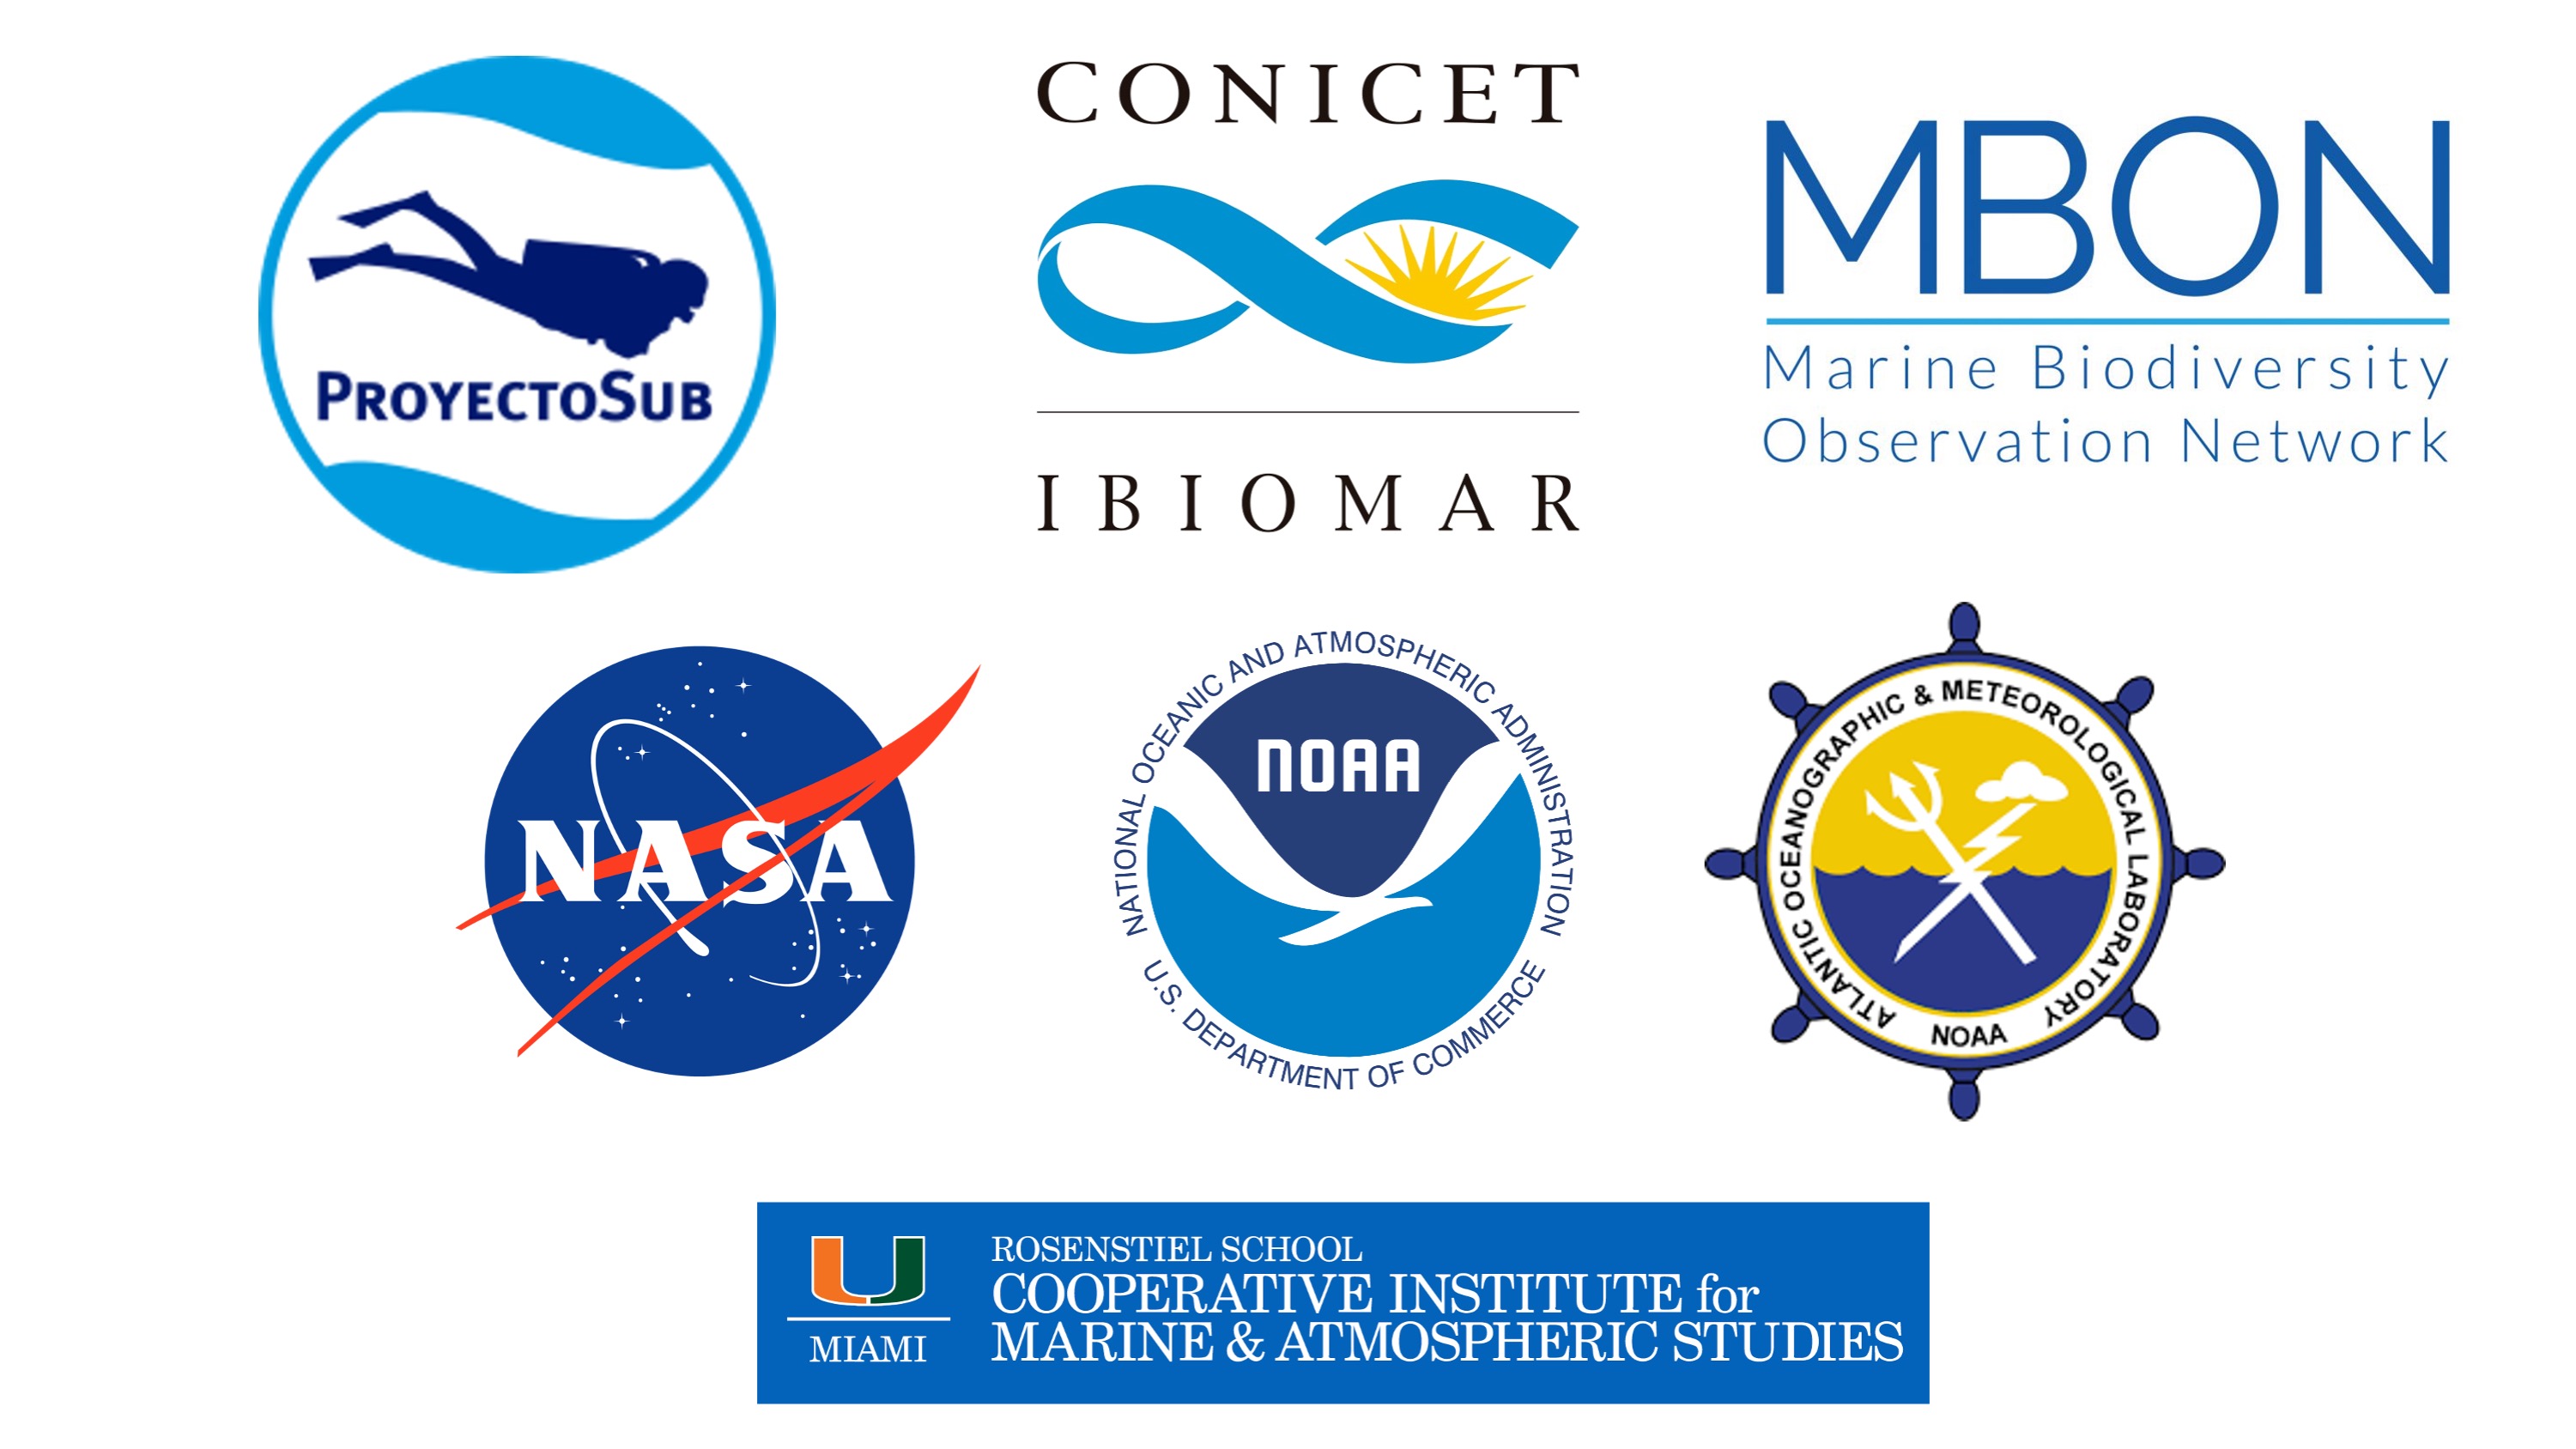 PROYECTOSUB
CONICET
IBIOMAR
MBON
Marine Biodiversity
Observation Network
NASA
NATIONAL OCEANIC AND ATMOSPHERIC ADMINISTRATION
NOAA
U.S. DEPARTMENT OF COMMERCE
ATLANTIC OCEANOGRAPHIC & METEOROLOGICAL LABORATORY
NOAA
U
MIAMI
ROSENSTIEL SCHOOL
COOPERATIVE INSTITUTE for
MARINE & ATMOSPHERIC STUDIES